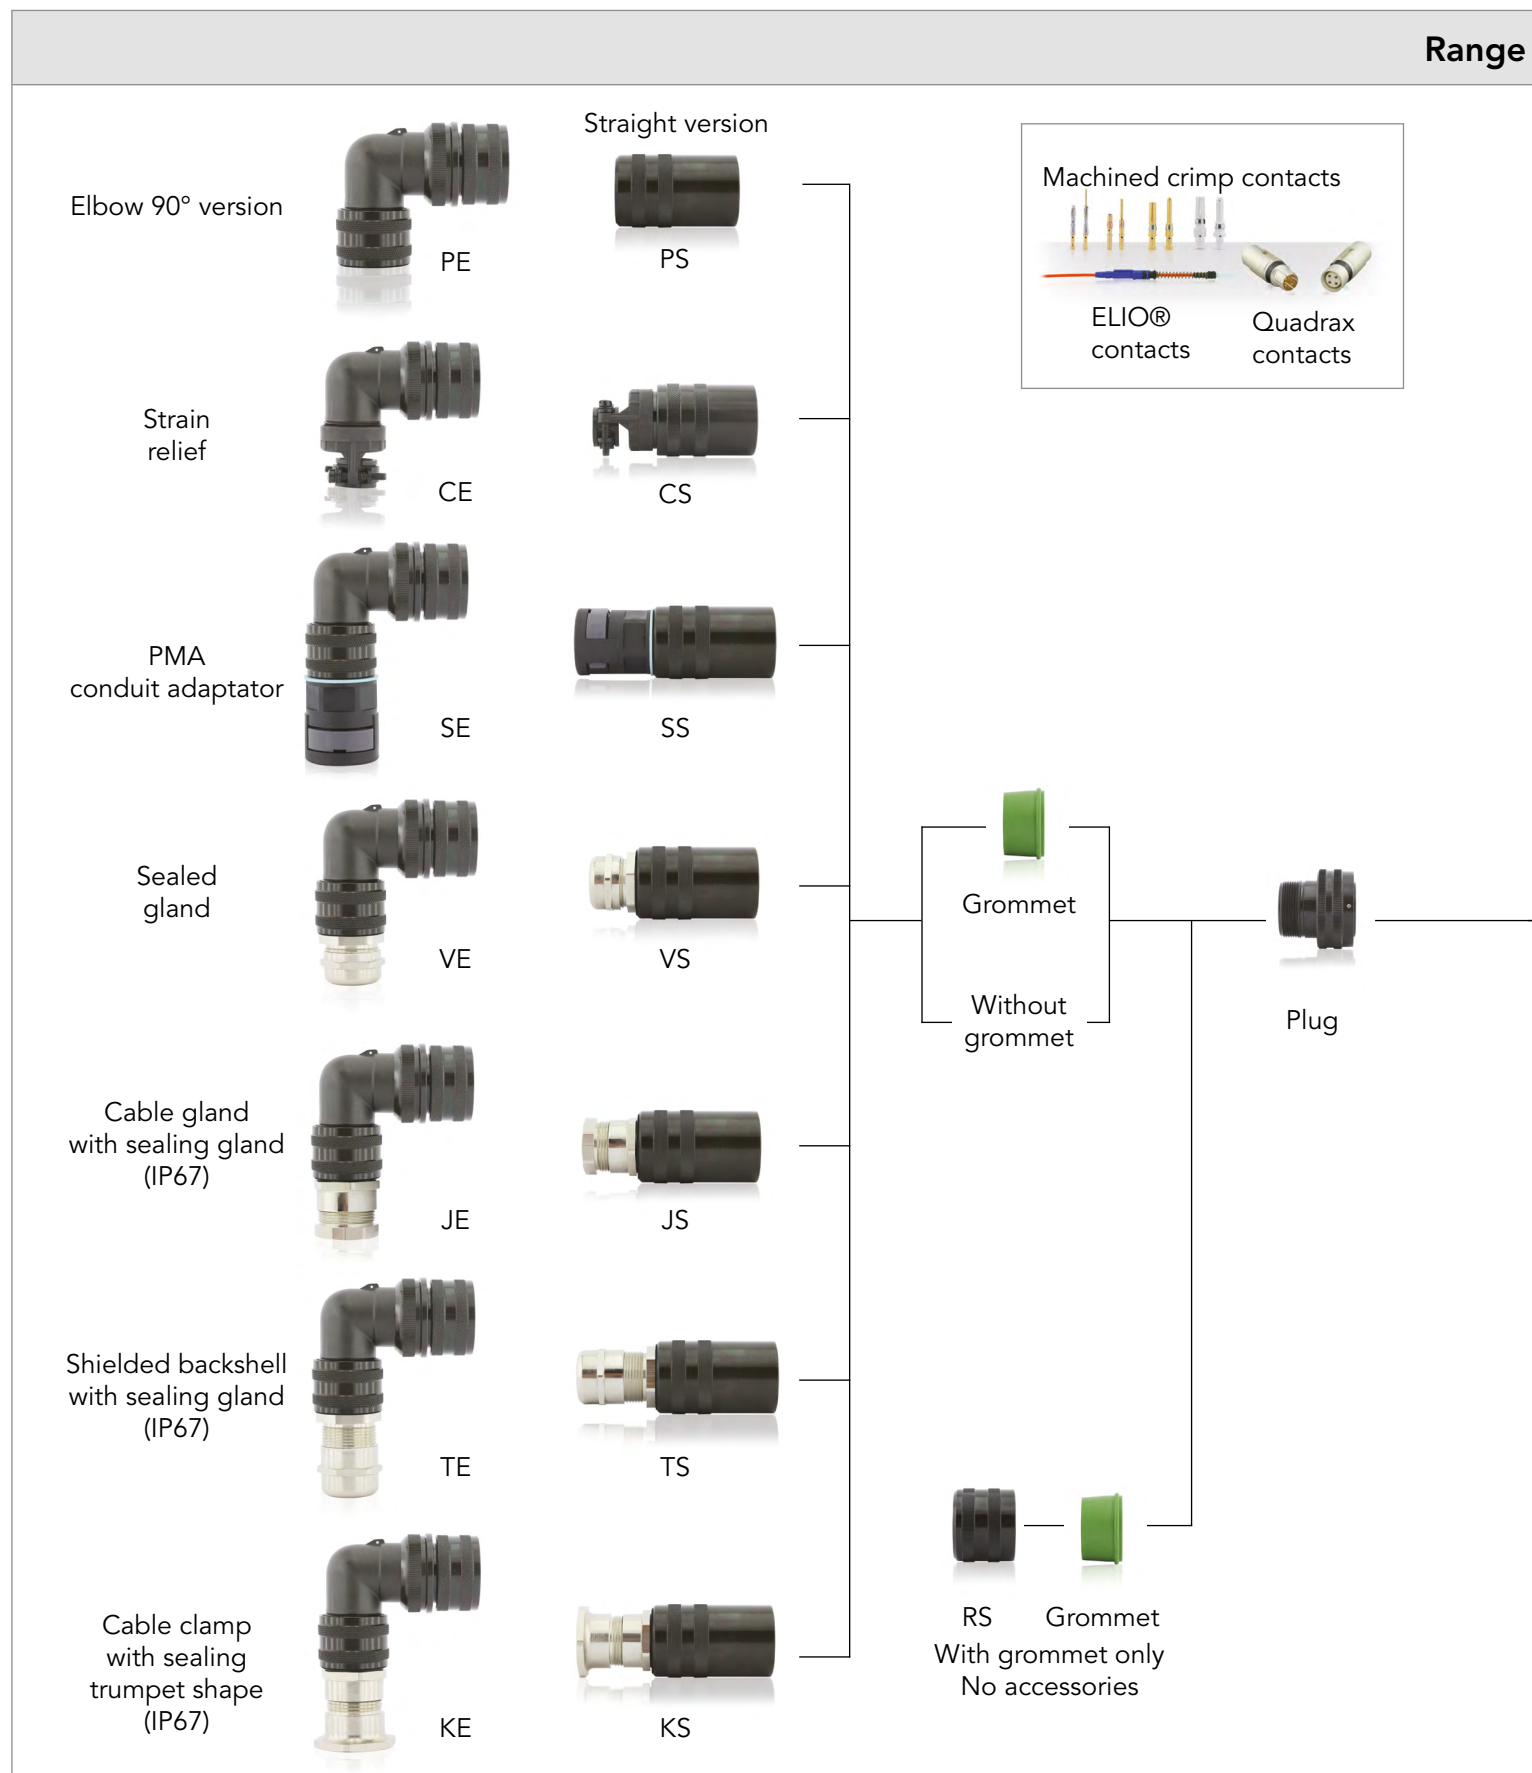 Range
Straight version
Elbow 90° version
PE
PS
Machined crimp contacts
ELIO®
contacts
Quadrax
contacts
Strain
relief
CE
CS
PMA
conduit adaptator
SE
SS
Sealed
gland
VE
VS
Grommet
Without
grommet
Plug
Cable gland
with sealing gland
(IP67)
JE
JS
Shielded backshell
with sealing gland
(IP67)
TE
TS
RS
Grommet
With grommet only
No accessories
Cable clamp
with sealing
trumpet shape
(IP67)
KE
KS